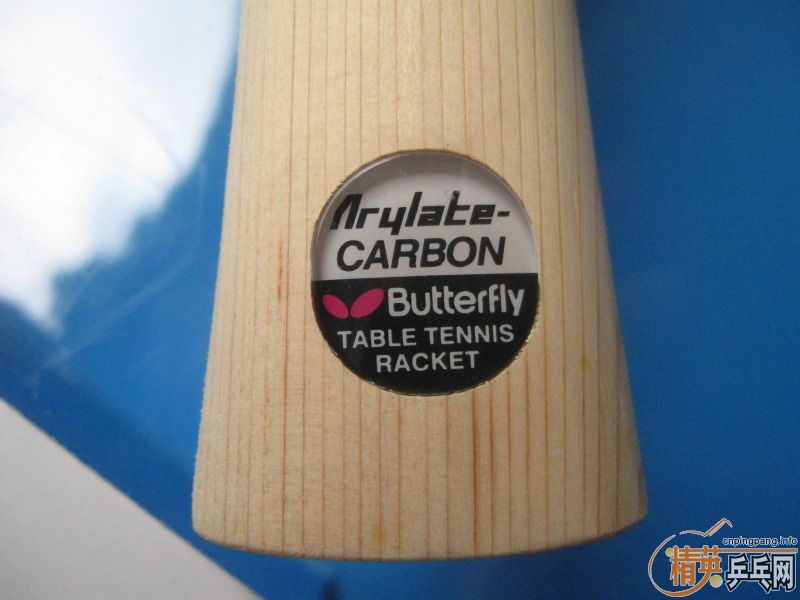 Arylate-
CARBON
Butterfly
TABLE TENNIS
RACKET
cnpingpang.info
精英乒乓网